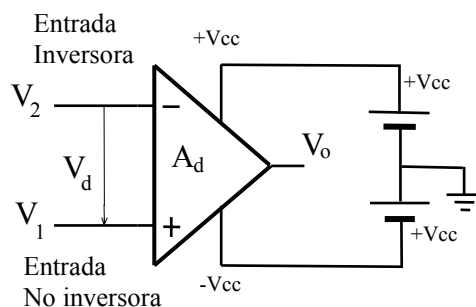 Entrada
Inversora
+Vcc
+Vcc
V2
−
Vd
Ad
Vo
V1
+
+Vcc
Entrada
No inversora
-Vcc